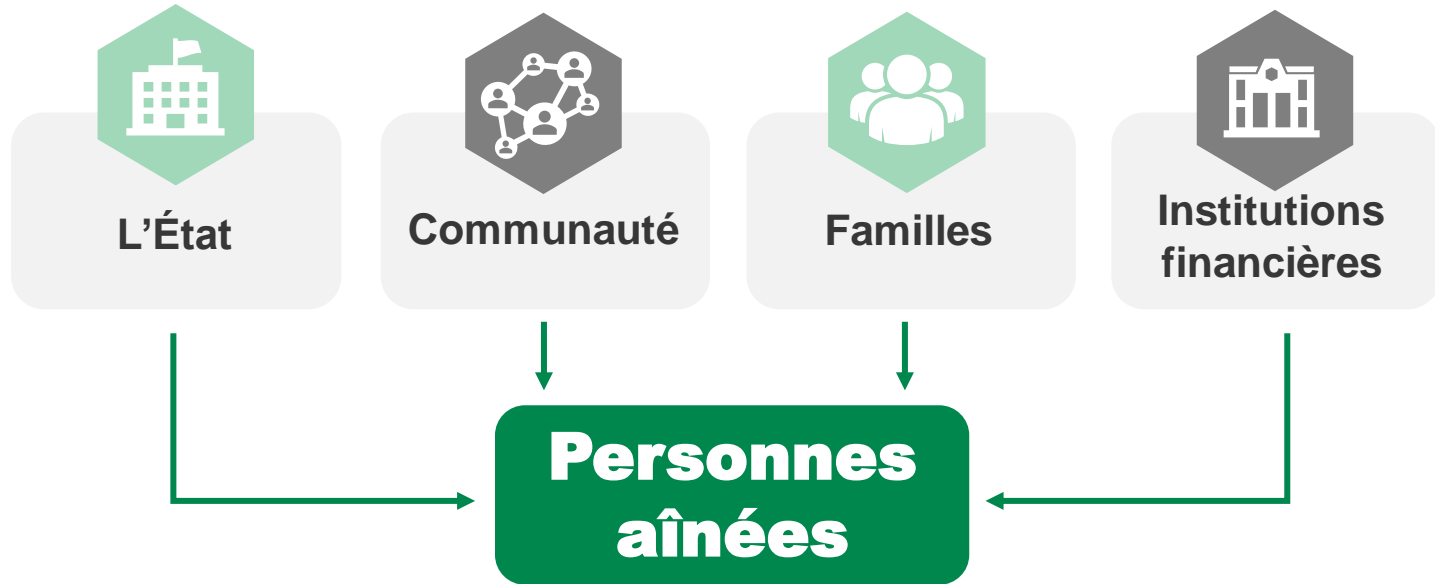 L’État
Communauté
Familles
Institutions
financières
Personnes
aînées